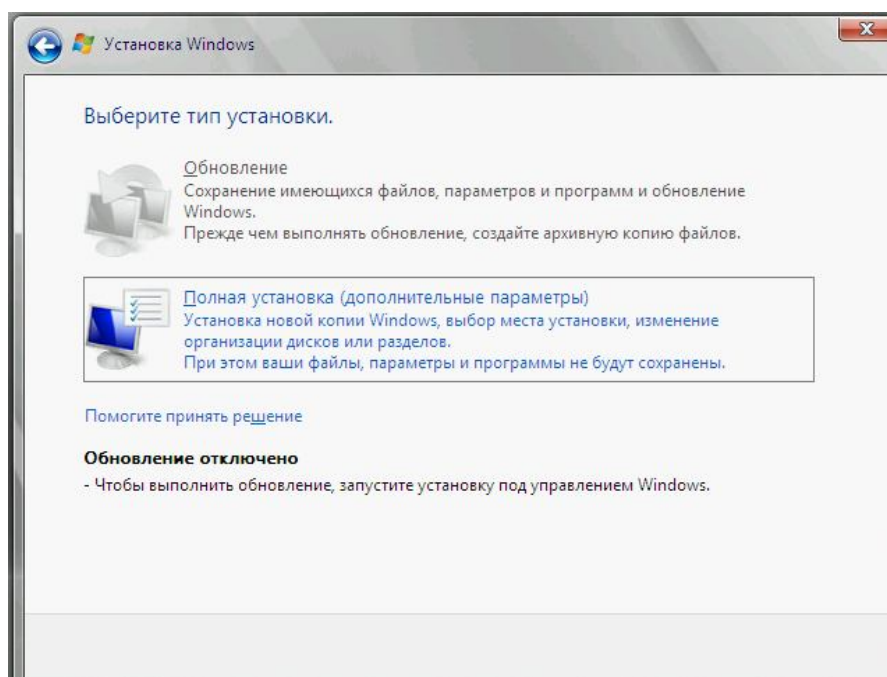 Установка Windows
Выберите тип установки.
Обновление
Сохранение имеющихся файлов, параметров и программ и обновление
Windows.
Прежде чем выполнять обновление, создайте архивную копию файлов.
Полная установка (дополнительные параметры)
Установка новой копии Windows, выбор места установки, изменение
организации дисков или разделов.
При этом ваши файлы, параметры и программы не будут сохранены.
Помогите принять решение
Обновление отключено
- Чтобы выполнить обновление, запустите установку под управлением Windows.